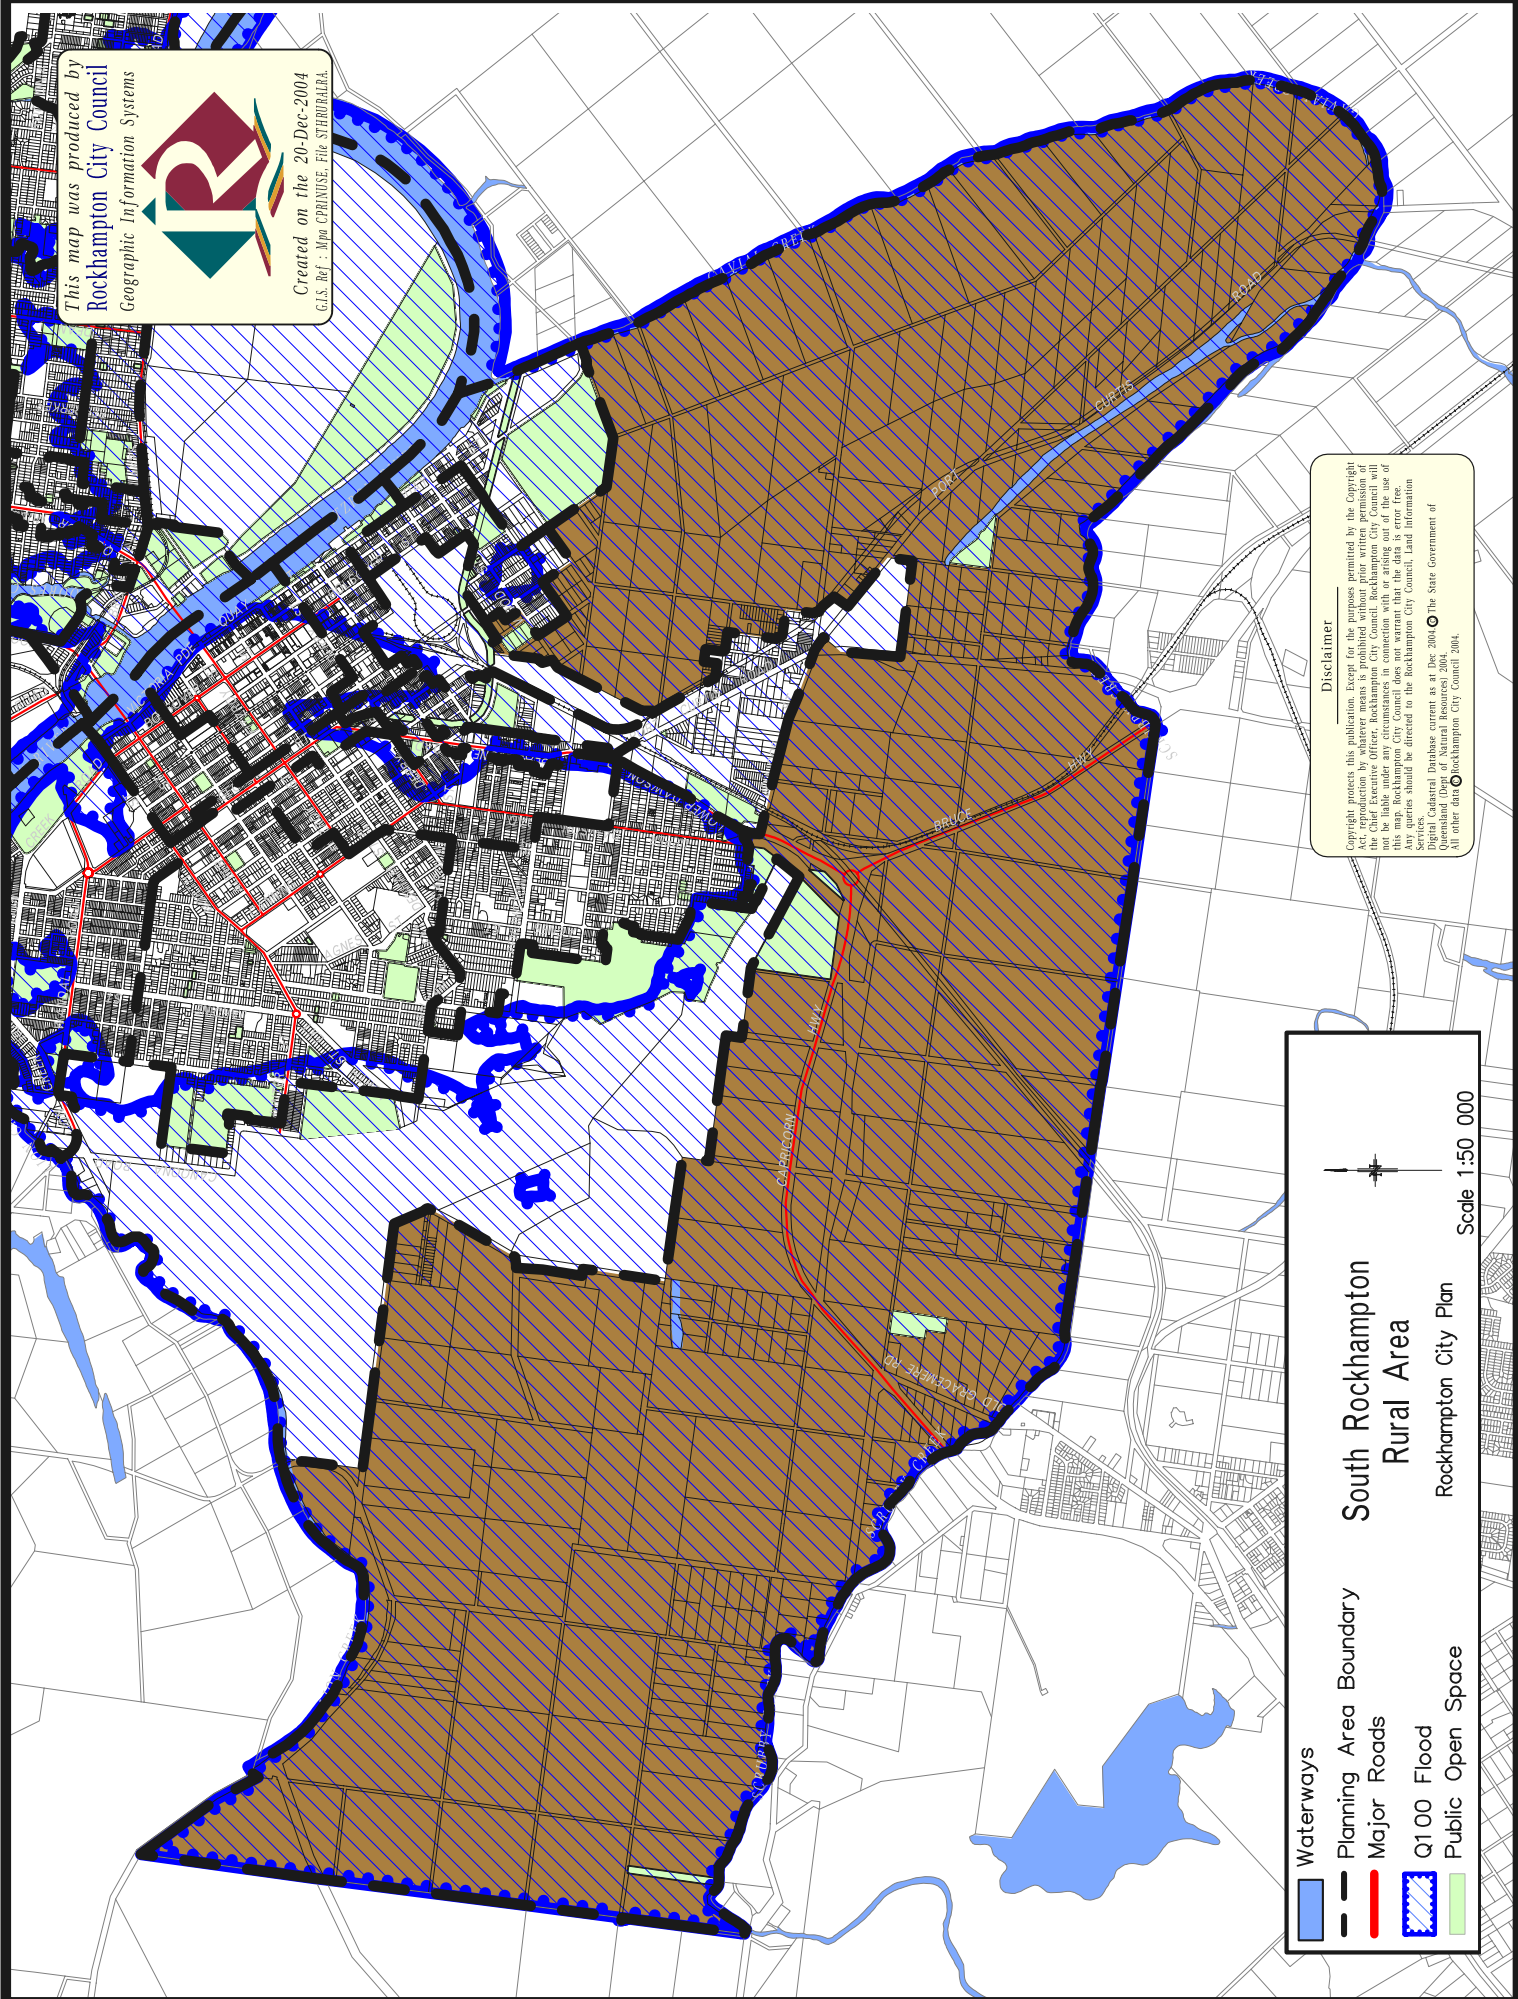 This map was produced by
Rockhampton City Council
Geographic Information Systems
Created on the 20-Dec-2004
G.I.S. Ref : Mpa CPRINUSE, File STHRURALRA.
VICTORIA PDE
QUAY
PORT
CURTIS
ROAD
BRUCE
HWY
CAPRICORN
HWY
GRACEMERE RD
CREEK
Disclaimer
Copyright protects this publication. Except for the purposes permitted by the Copyright
Act, reproduction by whatever means is prohibited without prior written permission of
the Chief Executive Officer, Rockhampton City Council. Rockhampton City Council will
not be liable under any circumstances in connection with or arising out of the use of
this map. Rockhampton City Council does not warrant that the data is error free.
Any queries should be directed to the Rockhampton City Council, Land Information
Services.
Digital Cadastral Database current as at Dec 2004 © The State Government of
Queensland (Dept of Natural Resources) 2004.
All other data © Rockhampton City Council 2004.
Waterways
Planning Area Boundary
Major Roads
Q100 Flood
Public Open Space
South Rockhampton
Rural Area
Rockhampton City Plan
N
Scale 1:50 000